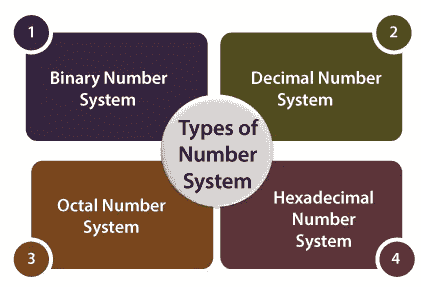 1
Binary Number
System
2
Decimal Number
System
Types of
Number
System
3
Octal Number
System
4
Hexadecimal
Number
System